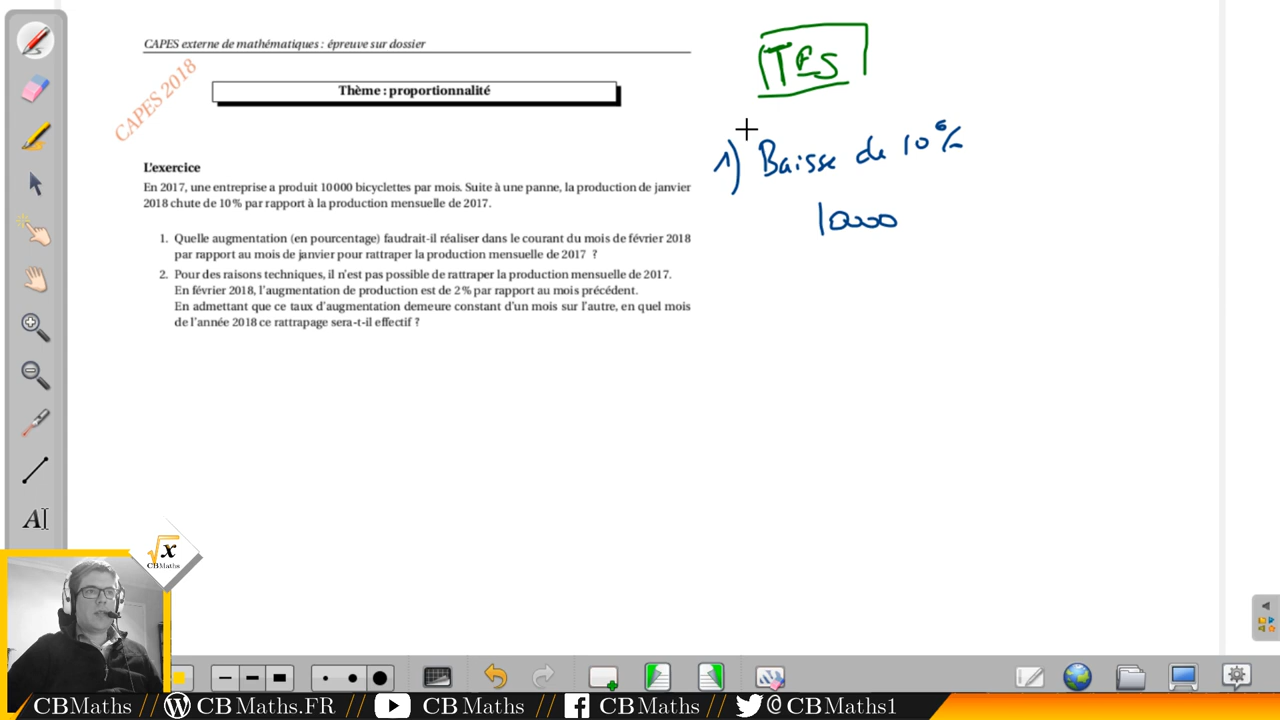 CAPES externe de mathématiques : épreuve sur dossier
CAPES 2018
Thème : proportionnalité
L'exercice
En 2017, une entreprise a produit 10 000 bicyclettes par mois. Suite à une panne, la production de janvier
2018 chute de 10 % par rapport à la production mensuelle de 2017.
1. Quelle augmentation (en pourcentage) faudrait-il réaliser dans le courant du mois de février 2018
par rapport au mois de janvier pour rattraper la production mensuelle de 2017 ?
2. Pour des raisons techniques, il n'est pas possible de rattraper la production mensuelle de 2017.
En février 2018, l'augmentation de production est de 2 % par rapport au mois précédent.
En admettant que ce taux d'augmentation demeure constant d'un mois sur l'autre, en quel mois
de l'année 2018 ce rattrapage sera-t-il effectif ?
TES
1) Baisse de 10 %
10000
AI
√x
CBMaths
CBMaths / CBMaths.FR / CBMaths / CBMaths / @CBMaths1